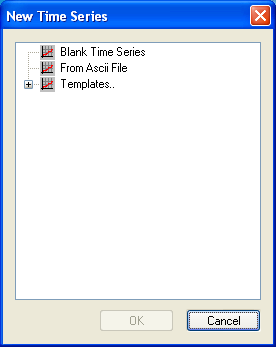 New Time Series
Blank Time Series
From Ascii File
Templates..
OK Cancel